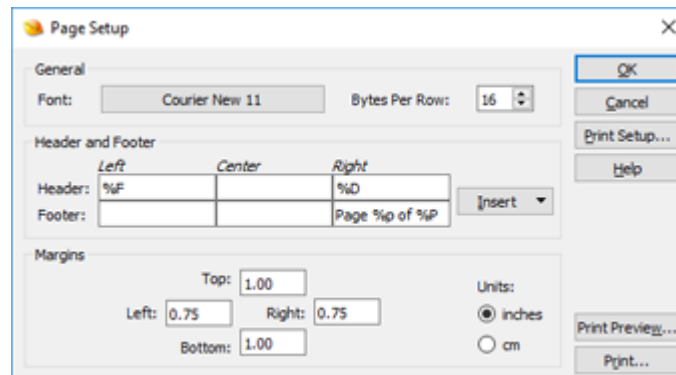 Page Setup
General
OK
Font: Courier New 11 Bytes Per Row: 16
Cancel
Header and Footer
Print Setup...
Left Center Right
Help
Header: %F %D
Insert
Footer: Page %p of %P
Margins
Top: 1.00
Units:
Left: 0.75 Right: 0.75
inches
Print Preview...
Bottom: 1.00
cm
Print...